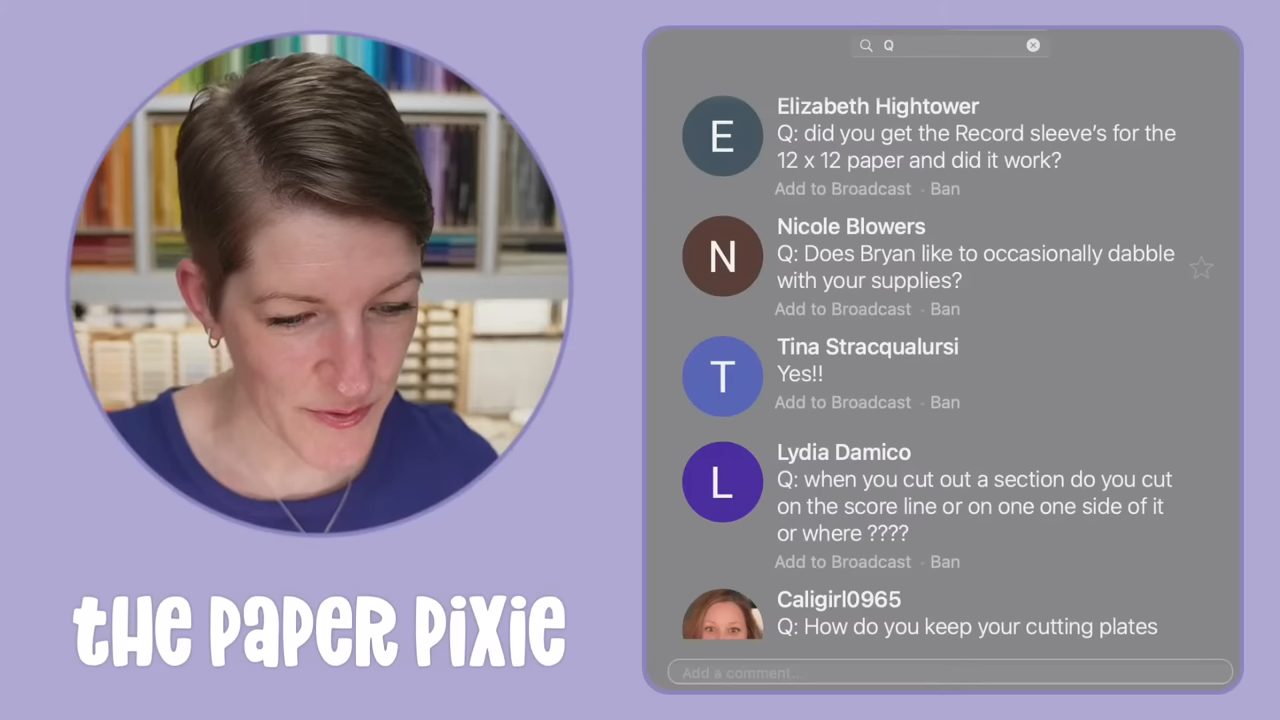 Q
E
Elizabeth Hightower
Q: did you get the Record sleeve's for the
12 x 12 paper and did it work?
Add to Broadcast · Ban
N
Nicole Blowers
Q: Does Bryan like to occasionally dabble
with your supplies?
Add to Broadcast · Ban
T
Tina Stracqualursi
Yes!!
Add to Broadcast · Ban
L
Lydia Damico
Q: when you cut out a section do you cut
on the score line or on one one side of it
or where ????
Add to Broadcast · Ban
Caligirl0965
Q: How do you keep your cutting plates
Add a comment...
the paper pixie